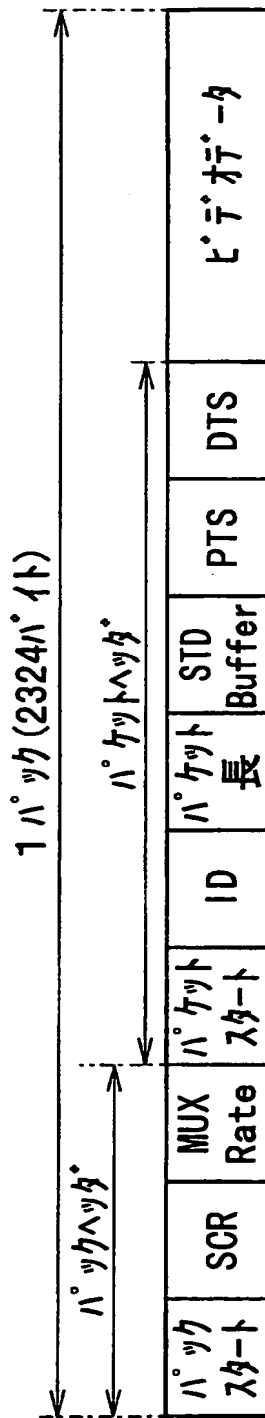 1パック(2324バイト)
パックヘッダ
パケットヘッダ
パック
スタート
SCR
MUX
Rate
パケット
スタート
ID
パケット
長
STD
Buffer
PTS
DTS
ビデオデータ